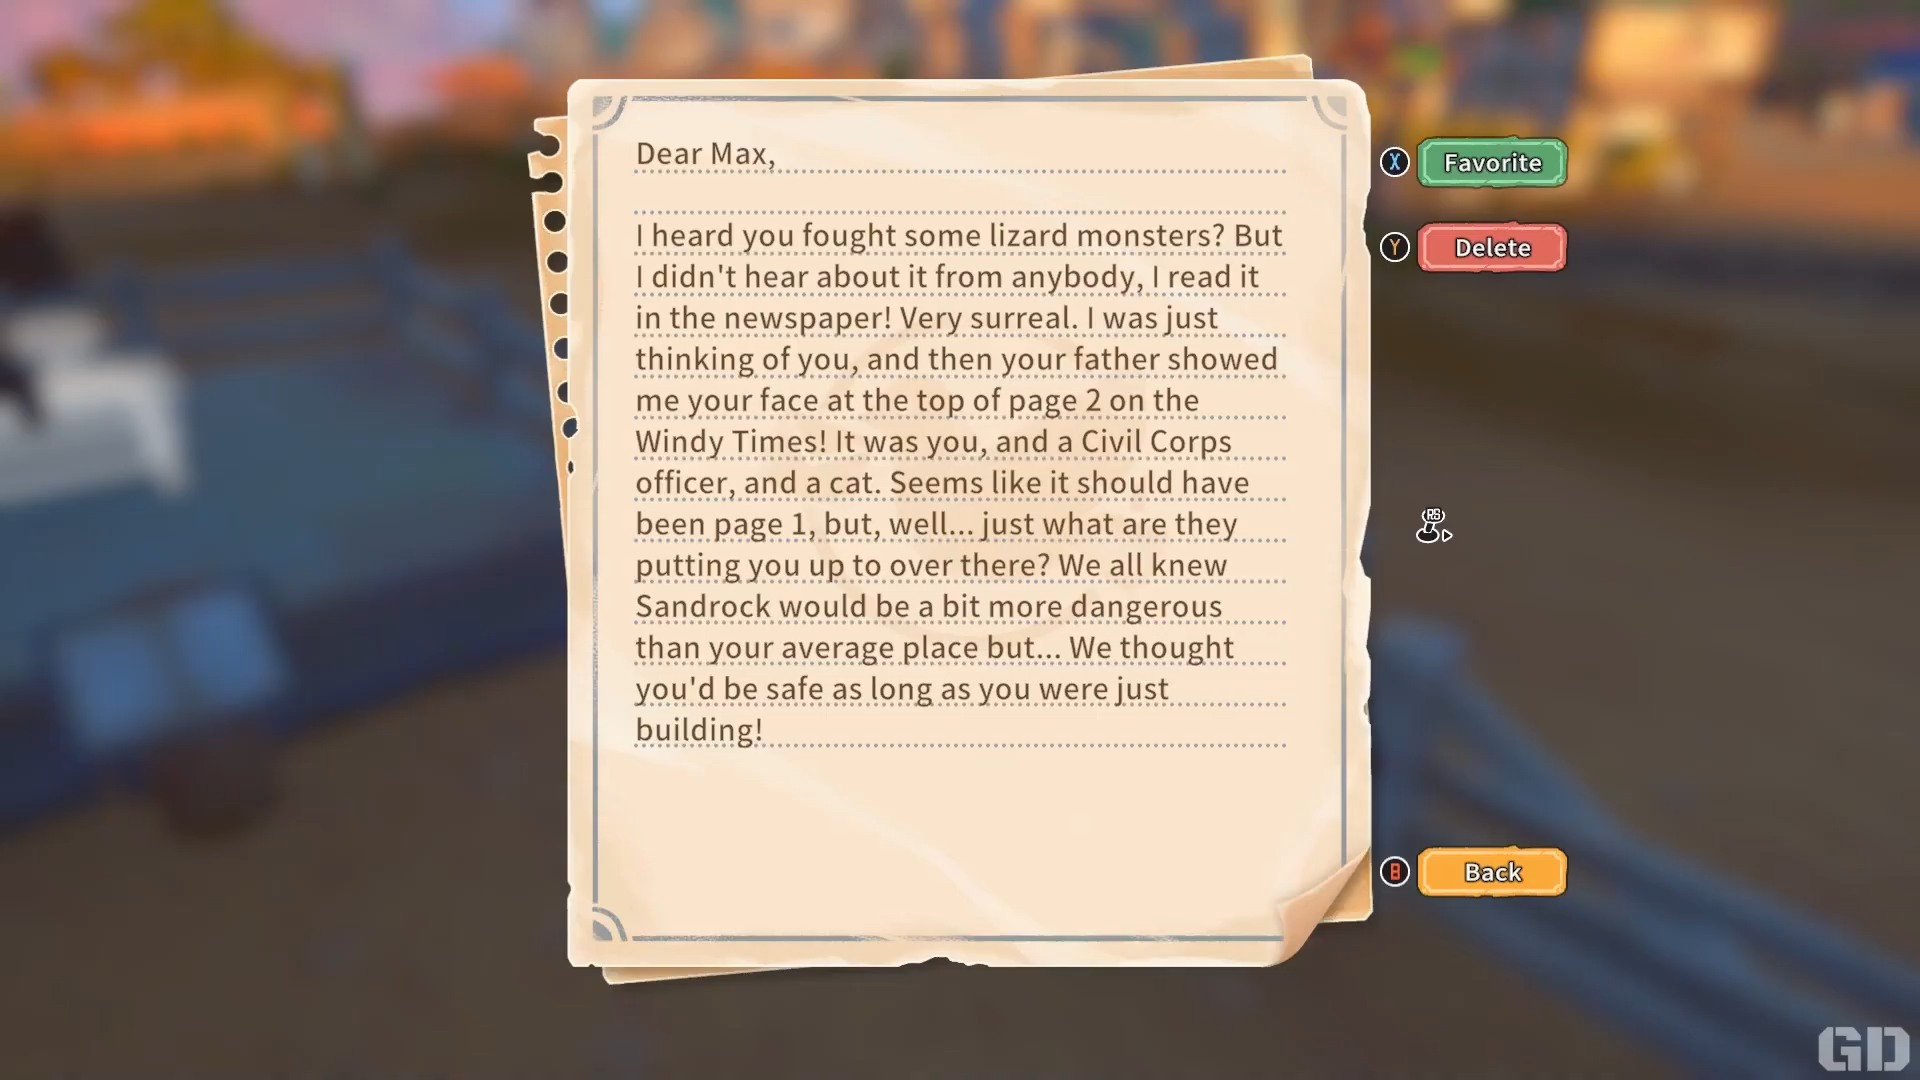 Dear Max,
I heard you fought some lizard monsters? But
I didn't hear about it from anybody, I read it
in the newspaper! Very surreal. I was just
thinking of you, and then your father showed
me your face at the top of page 2 on the
Windy Times! It was you, and a Civil Corps
officer, and a cat. Seems like it should have
been page 1, but, well... just what are they
putting you up to over there? We all knew
Sandrock would be a bit more dangerous
than your average place but... We thought
you'd be safe as long as you were just
building!
X Favorite
Y Delete
RS
B Back
GD